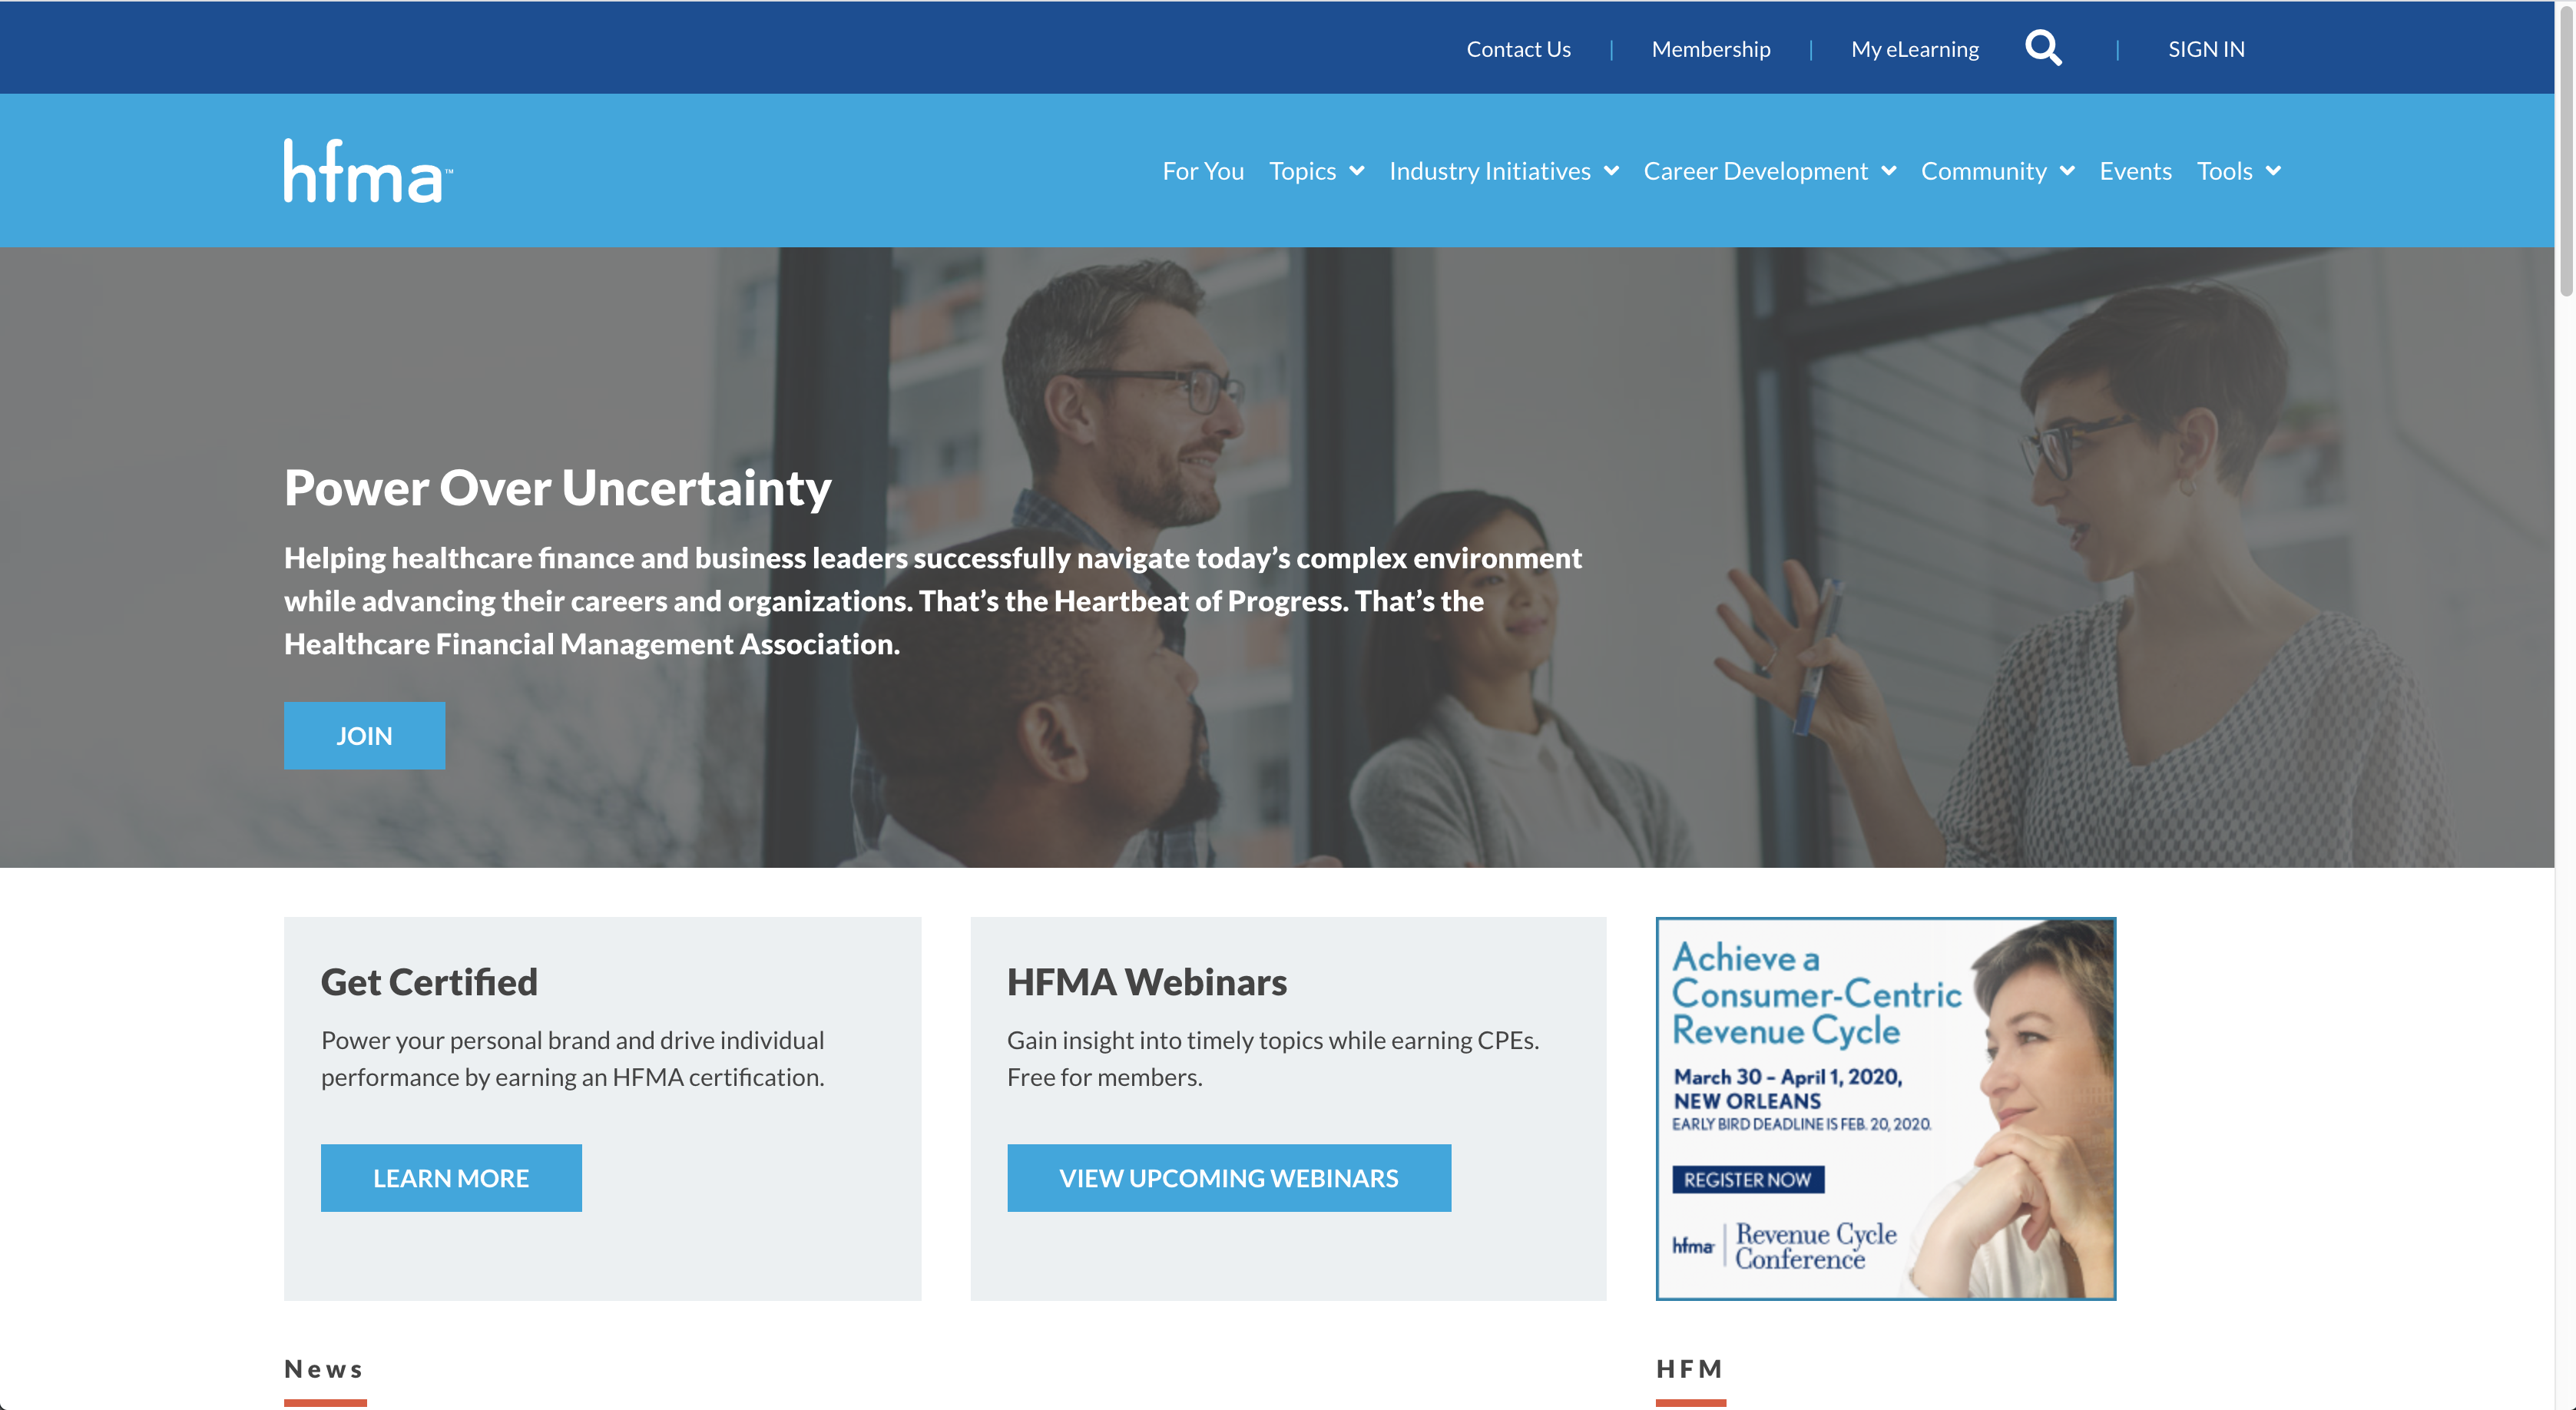 Contact Us | Membership | My eLearning | SIGN IN
hfma™
For You Topics Industry Initiatives Career Development Community Events Tools
Power Over Uncertainty
Helping healthcare finance and business leaders successfully navigate today’s complex environment
while advancing their careers and organizations. That’s the Heartbeat of Progress. That’s the
Healthcare Financial Management Association.
JOIN
Get Certified
Power your personal brand and drive individual
performance by earning an HFMA certification.
LEARN MORE
HFMA Webinars
Gain insight into timely topics while earning CPEs.
Free for members.
VIEW UPCOMING WEBINARS
Achieve a
Consumer-Centric
Revenue Cycle
March 30 – April 1, 2020,
NEW ORLEANS
EARLY BIRD DEADLINE IS FEB. 20, 2020.
REGISTER NOW
hfma | Revenue Cycle
Conference
News
HFM